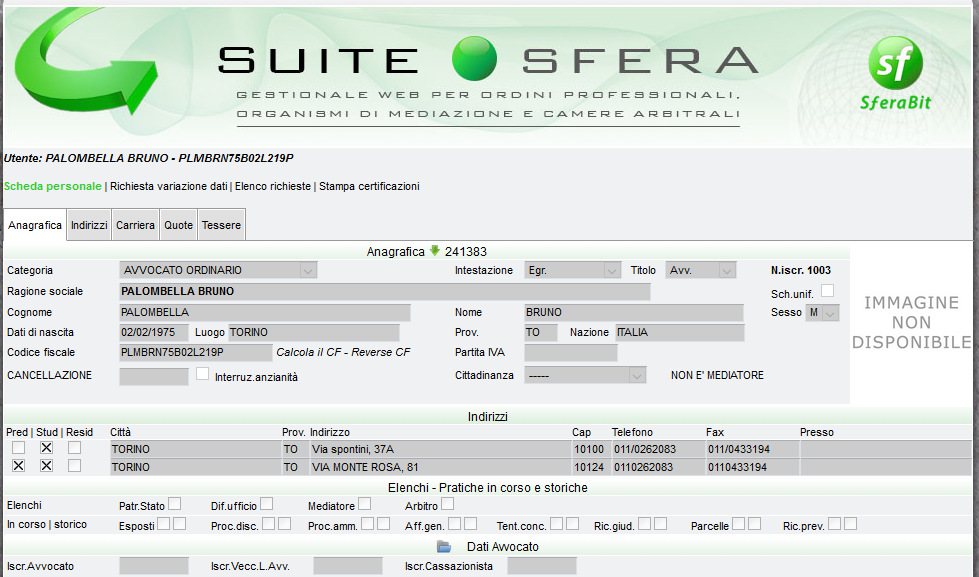 SUITE SFERA
GESTIONALE WEB PER ORDINI PROFESSIONALI,
ORGANISMI DI MEDIAZIONE E CAMERE ARBITRALI
sf
SferaBit
Utente: PALOMBELLA BRUNO - PLMBRN75B02L219P
Scheda personale | Richiesta variazione dati | Elenco richieste | Stampa certificazioni
Anagrafica Indirizzi Carriera Quote Tessere
Anagrafica 241383
Categoria AVVOCATO ORDINARIO Intestazione Egr. Titolo Avv. N.iscr. 1003
Ragione sociale PALOMBELLA BRUNO Sch.unif.
Cognome PALOMBELLA Nome BRUNO Sesso M
Dati di nascita 02/02/1975 Luogo TORINO Prov. TO Nazione ITALIA
Codice fiscale PLMBRN75B02L219P Calcola il CF - Reverse CF Partita IVA
CANCELLAZIONE Interruz.anzianità Cittadinanza ----- NON E' MEDIATORE
IMMAGINE
NON
DISPONIBILE
Indirizzi
Pred | Stud | Resid Città Prov. Indirizzo Cap Telefono Fax Presso
TORINO TO Via spontini, 37A 10100 011/0262083 011/0433194
TORINO TO VIA MONTE ROSA, 81 10124 0110262083 0110433194
Elenchi - Pratiche in corso e storiche
Elenchi Patr.Stato Dif.ufficio Mediatore Arbitro
In corso | storico Esposti Proc.disc. Proc.amm. Aff.gen. Tent.conc. Ric.giud. Parcelle Ric.prev.
Dati Avvocato
Iscr.Avvocato Iscr.Vecc.L.Avv. Iscr.Cassazionista